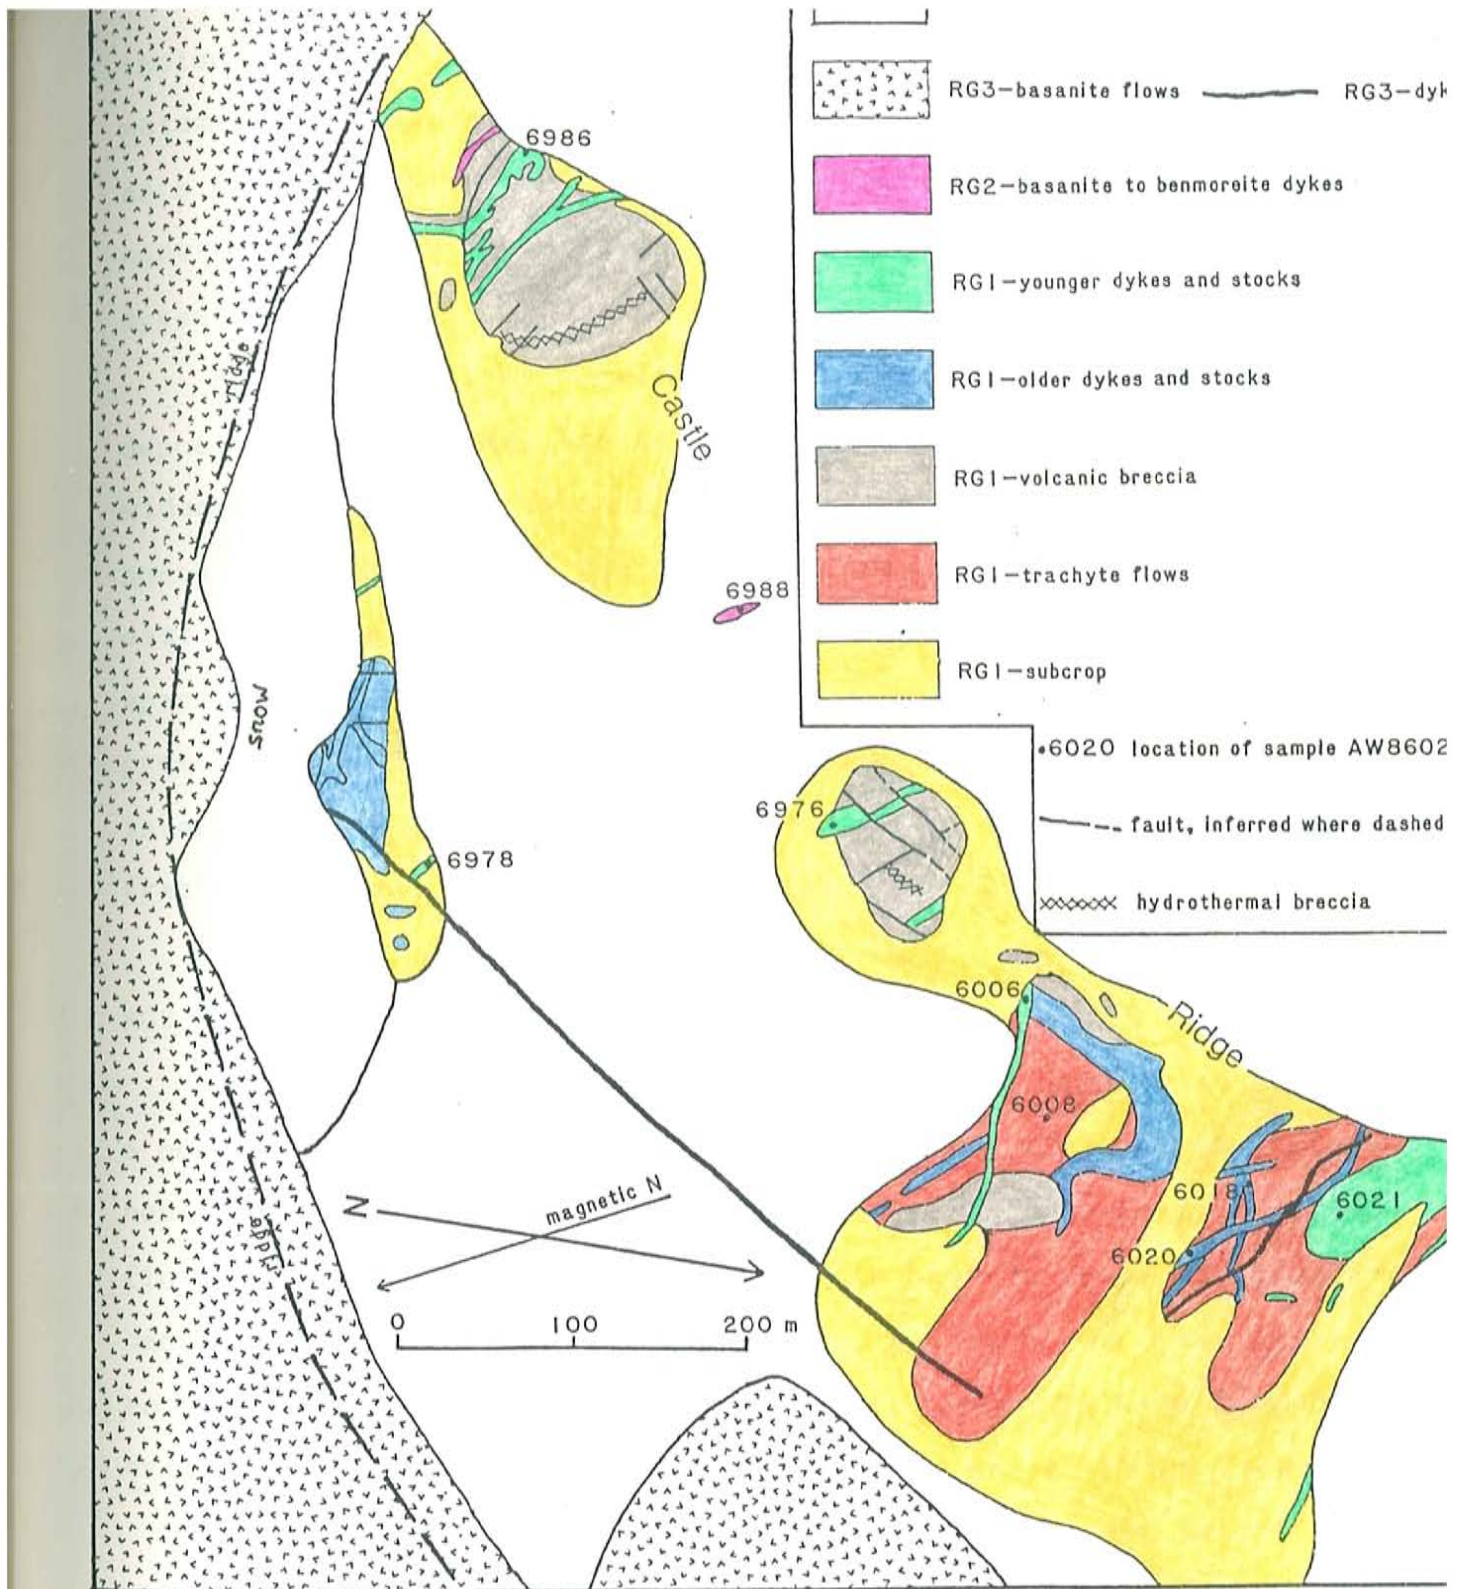 RG3-basanite flows
RG3-dyk
RG2-basanite to benmoreite dykes
RG1-younger dykes and stocks
RG1-older dykes and stocks
RG1-volcanic breccia
RG1-trachyte flows
RG1-subcrop
•6020 location of sample AW8602
fault, inferred where dashed
hydrothermal breccia
6986
ridge
Castle
6988
snow
6976
6978
6006
Ridge
6008
6018
6021
6020
N
magnetic N
ridge
0 100 200 m